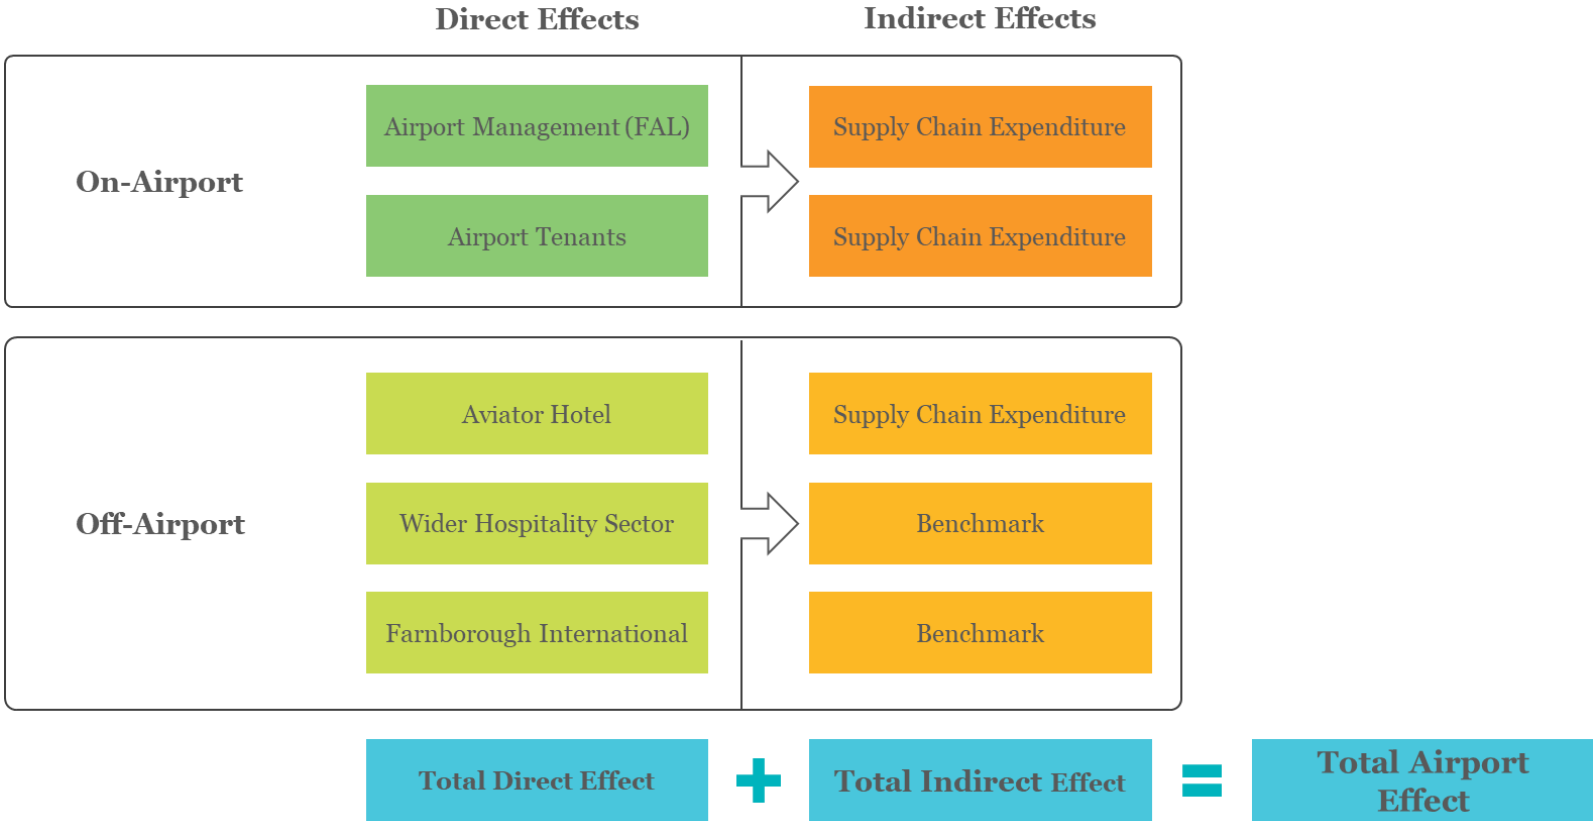 Direct Effects
Indirect Effects
On-Airport
Airport Management (FAL)
Supply Chain Expenditure
Airport Tenants
Supply Chain Expenditure
Off-Airport
Aviator Hotel
Supply Chain Expenditure
Wider Hospitality Sector
Benchmark
Farnborough International
Benchmark
Total Direct Effect
+
Total Indirect Effect
=
Total Airport
Effect